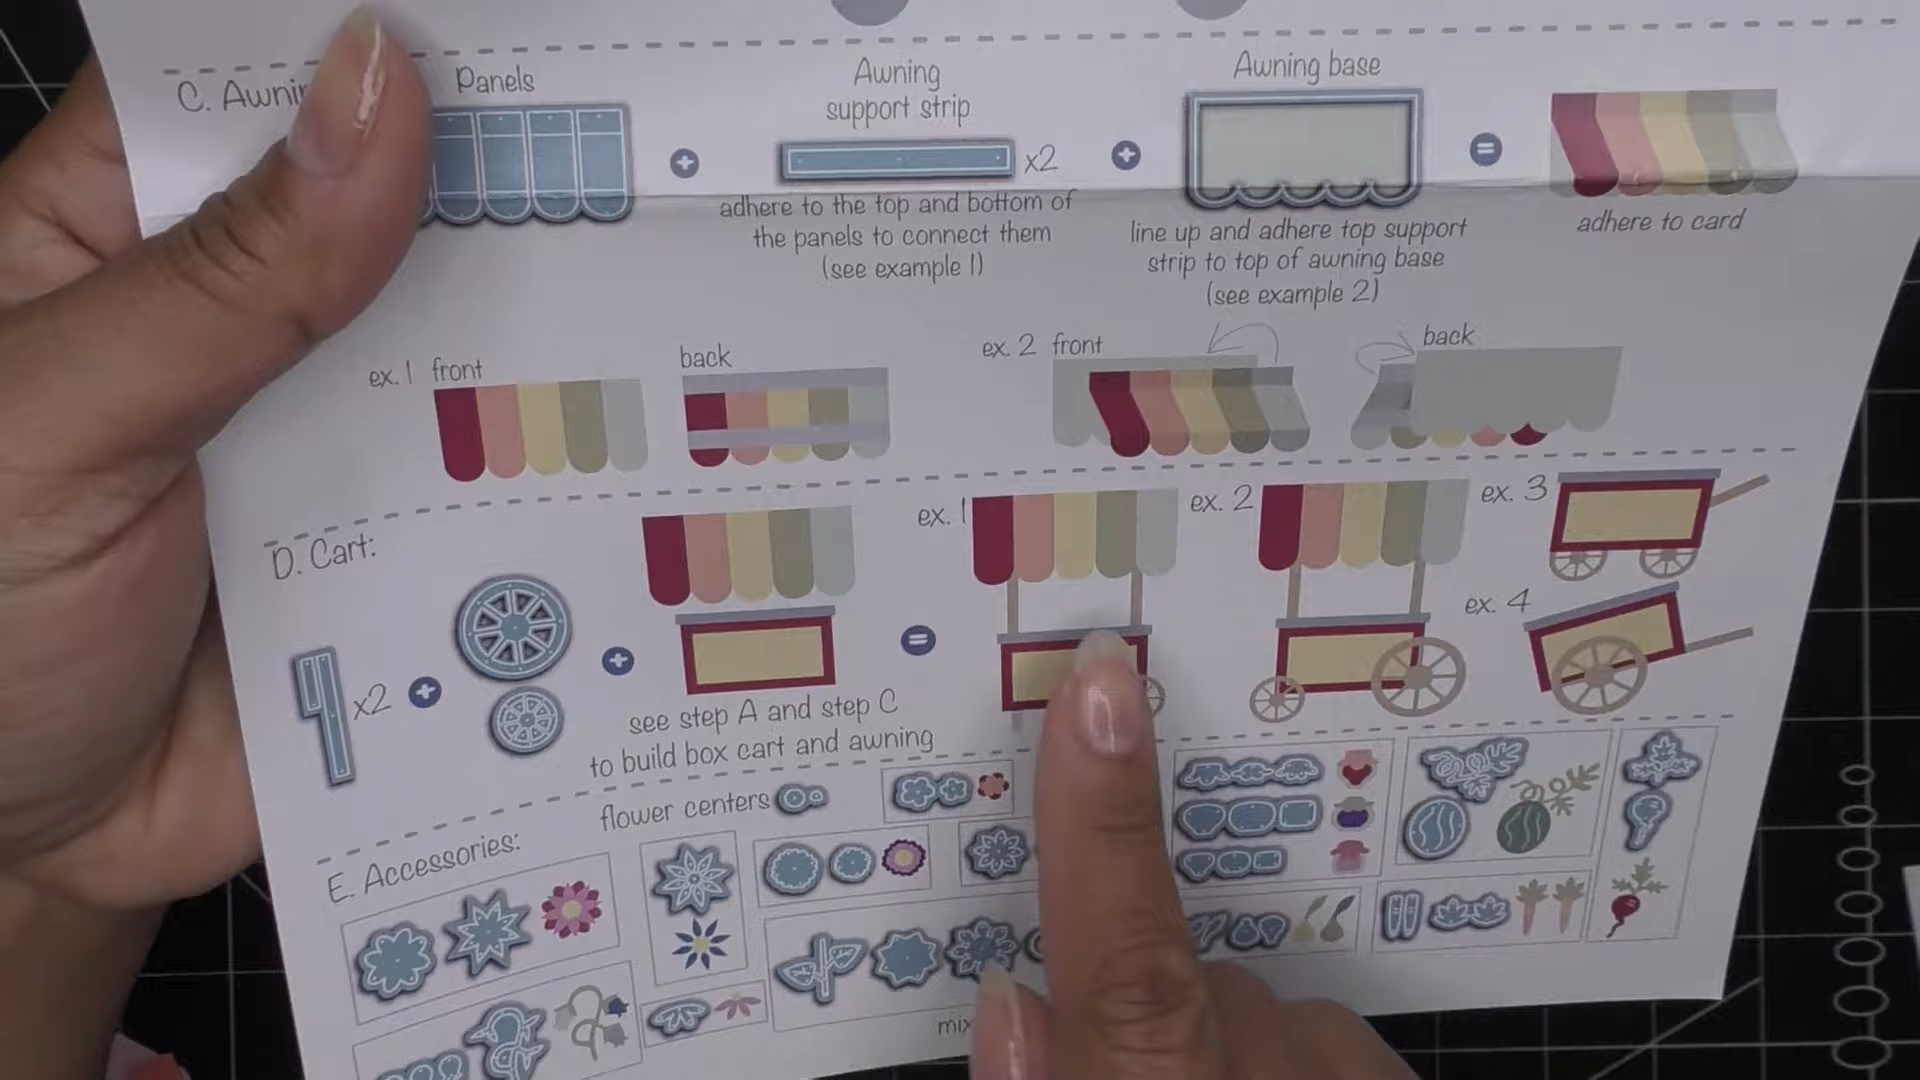 C. Awni
Panels
Awning
support strip
Awning base
x2
adhere to the top and bottom of
the panels to connect them
(see example 1)
line up and adhere top support
strip to top of awning base
(see example 2)
adhere to card
ex. 1 front
back
ex. 2 front
back
D. Cart:
x2
see step A and step C
to build box cart and awning
ex. 1
ex. 2
ex. 3
ex. 4
E. Accessories:
flower centers
mix